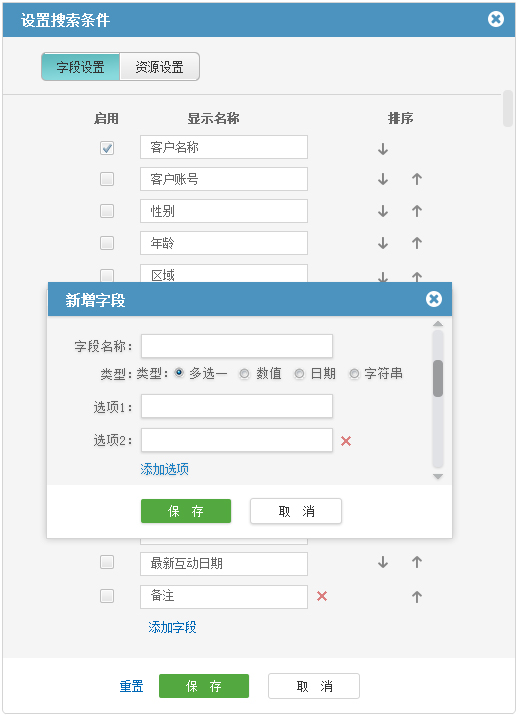 设置搜索条件
字段设置 资源设置
启用 显示名称 排序
客户名称
客户账号
性别
年龄
区域
新增字段
字段名称：
类型：类型： 多选一 数值 日期 字符串
选项1：
选项2：
添加选项
保 存 取 消
最新互动日期
备注
添加字段
重置 保 存 取 消